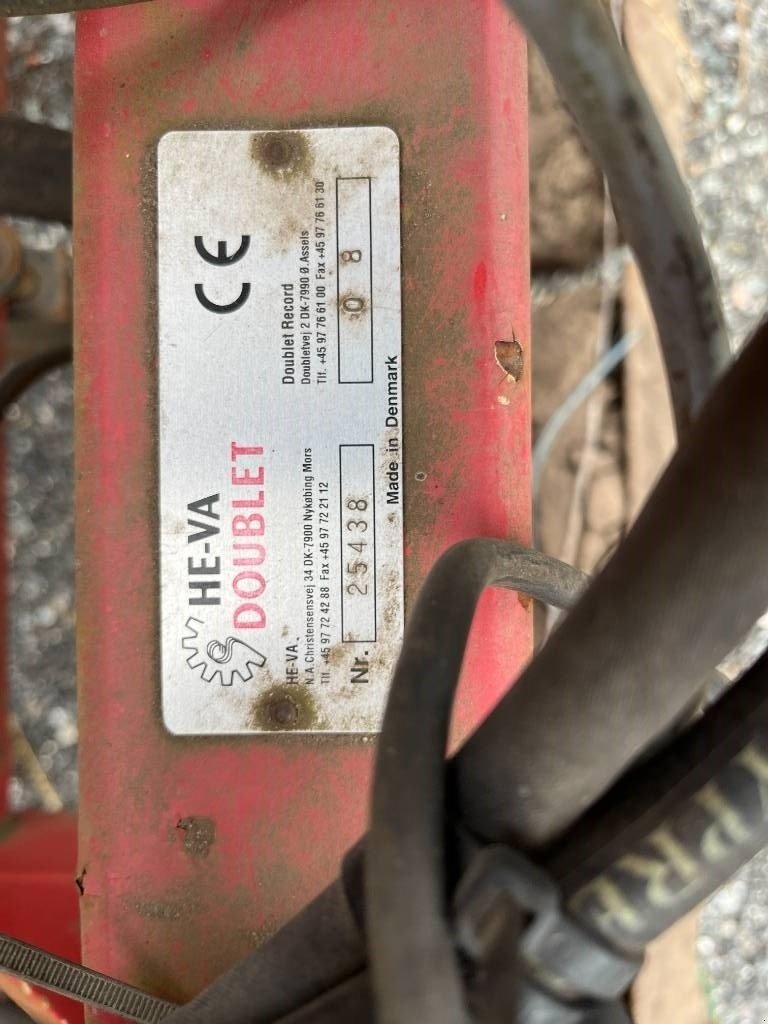 HE-VA
DOUBLET
CE
HE-VA.
N.A.Christensensvej 34 DK-7900 Nykøbing Mors
Tlf. +45 97 72 42 88 Fax +45 97 72 21 12
Doublet Record
Doubletvej 2 DK-7990 Ø.Assels
Tlf. +45 97 76 61 00 Fax +45 97 76 61 30
Nr. 25438
08
Made in Denmark